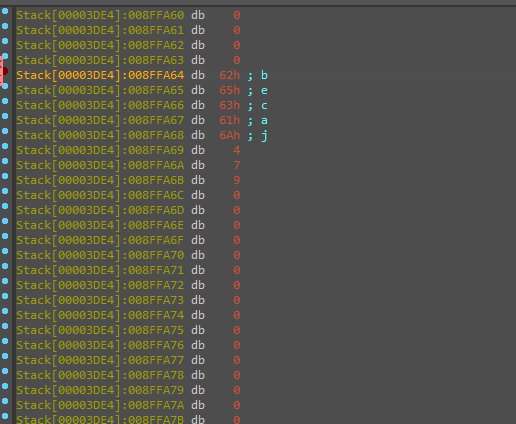 Stack[00003DE4]:008FFA60 db 0
Stack[00003DE4]:008FFA61 db 0
Stack[00003DE4]:008FFA62 db 0
Stack[00003DE4]:008FFA63 db 0
Stack[00003DE4]:008FFA64 db 62h ; b
Stack[00003DE4]:008FFA65 db 65h ; e
Stack[00003DE4]:008FFA66 db 63h ; c
Stack[00003DE4]:008FFA67 db 61h ; a
Stack[00003DE4]:008FFA68 db 6Ah ; j
Stack[00003DE4]:008FFA69 db 4
Stack[00003DE4]:008FFA6A db 7
Stack[00003DE4]:008FFA6B db 9
Stack[00003DE4]:008FFA6C db 0
Stack[00003DE4]:008FFA6D db 0
Stack[00003DE4]:008FFA6E db 0
Stack[00003DE4]:008FFA6F db 0
Stack[00003DE4]:008FFA70 db 0
Stack[00003DE4]:008FFA71 db 0
Stack[00003DE4]:008FFA72 db 0
Stack[00003DE4]:008FFA73 db 0
Stack[00003DE4]:008FFA74 db 0
Stack[00003DE4]:008FFA75 db 0
Stack[00003DE4]:008FFA76 db 0
Stack[00003DE4]:008FFA77 db 0
Stack[00003DE4]:008FFA78 db 0
Stack[00003DE4]:008FFA79 db 0
Stack[00003DE4]:008FFA7A db 0
Stack[00003DE4]:008FFA7B db 0